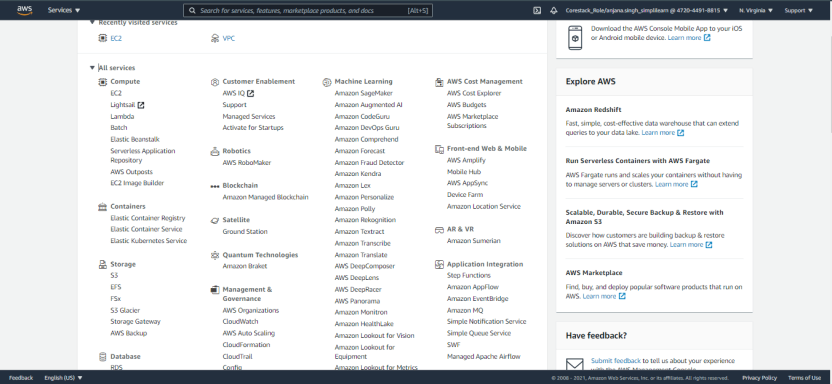 aws
Services
Search for services, features, marketplace products, and docs
[Alt+S]
Corestack_Role/anjana.singh_simplilearn @ 4720-4491-8815
N. Virginia
Support
Recently visited services
EC2
VPC
All services
Compute
EC2
Lightsail
Lambda
Batch
Elastic Beanstalk
Serverless Application
Repository
AWS Outposts
EC2 Image Builder
Containers
Elastic Container Registry
Elastic Container Service
Elastic Kubernetes Service
Storage
S3
EFS
FSx
S3 Glacier
Storage Gateway
AWS Backup
Database
RDS
Customer Enablement
AWS IQ
Support
Managed Services
Activate for Startups
Robotics
AWS RoboMaker
Blockchain
Amazon Managed Blockchain
Satellite
Ground Station
Quantum Technologies
Amazon Braket
Management &
Governance
AWS Organizations
CloudWatch
AWS Auto Scaling
CloudFormation
CloudTrail
Config
Machine Learning
Amazon SageMaker
Amazon Augmented AI
Amazon CodeGuru
Amazon DevOps Guru
Amazon Comprehend
Amazon Forecast
Amazon Fraud Detector
Amazon Kendra
Amazon Lex
Amazon Personalize
Amazon Polly
Amazon Rekognition
Amazon Textract
Amazon Transcribe
Amazon Translate
AWS DeepComposer
AWS DeepLens
AWS DeepRacer
AWS Panorama
Amazon Monitron
Amazon HealthLake
Amazon Lookout for Vision
Amazon Lookout for
Equipment
Amazon Lookout for Metrics
AWS Cost Management
AWS Cost Explorer
AWS Budgets
AWS Marketplace
Subscriptions
Front-end Web & Mobile
AWS Amplify
Mobile Hub
AWS AppSync
Device Farm
Amazon Location Service
AR & VR
Amazon Sumerian
Application Integration
Step Functions
Amazon AppFlow
Amazon EventBridge
Amazon MQ
Simple Notification Service
Simple Queue Service
SWF
Managed Apache Airflow
Download the AWS Console Mobile App to your iOS
or Android mobile device. Learn more
Explore AWS
Amazon Redshift
Fast, simple, cost-effective data warehouse that can extend
queries to your data lake. Learn more
Run Serverless Containers with AWS Fargate
AWS Fargate runs and scales your containers without having
to manage servers or clusters. Learn more
Scalable, Durable, Secure Backup & Restore with
Amazon S3
Discover how customers are building backup & restore
solutions on AWS that save money. Learn more
AWS Marketplace
Find, buy, and deploy popular software products that run on
AWS. Learn more
Have feedback?
Submit feedback to tell us about your experience
with the AWS Management Console
Feedback
English (US)
© 2008 - 2021, Amazon Web Services, Inc. or its affiliates. All rights reserved.
Privacy Policy
Terms of Use